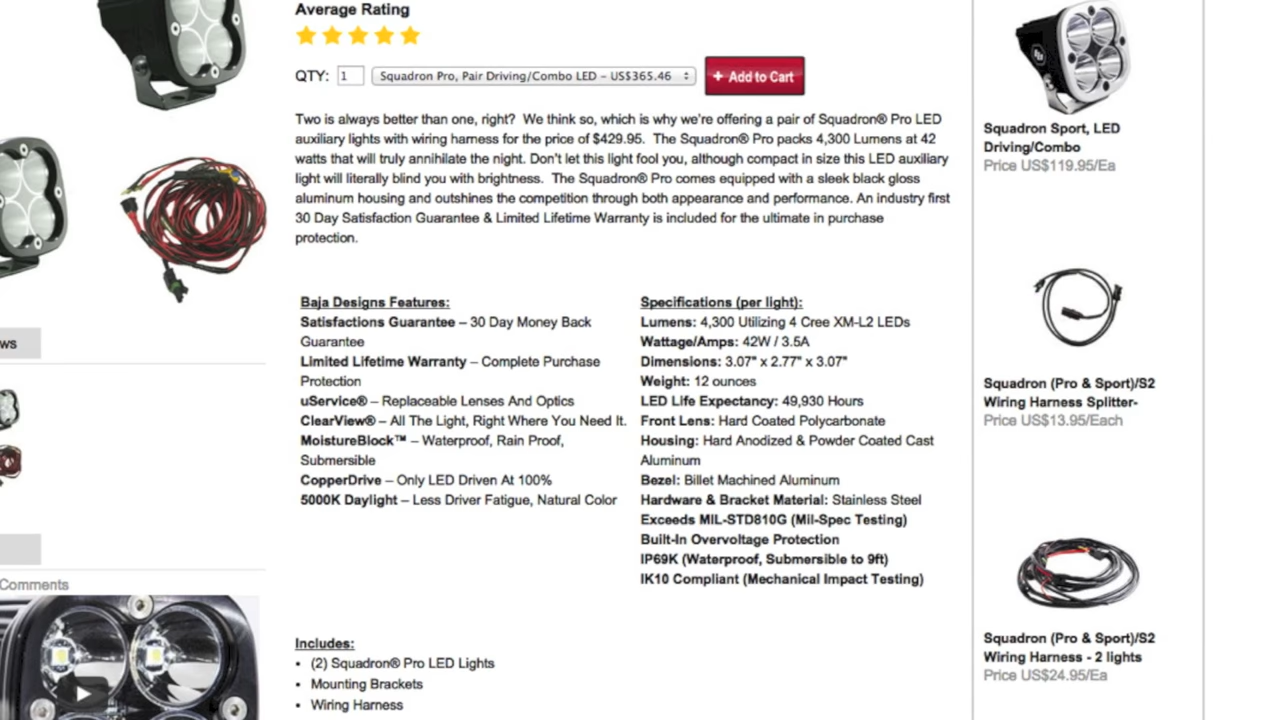 Average Rating
QTY: 1 Squadron Pro, Pair Driving/Combo LED – US$365.46 + Add to Cart
Two is always better than one, right?  We think so, which is why we're offering a pair of Squadron® Pro LED
auxiliary lights with wiring harness for the price of $429.95.  The Squadron® Pro packs 4,300 Lumens at 42
watts that will truly annihilate the night. Don't let this light fool you, although compact in size this LED auxiliary
light will literally blind you with brightness.  The Squadron® Pro comes equipped with a sleek black gloss
aluminum housing and outshines the competition through both appearance and performance. An industry first
30 Day Satisfaction Guarantee & Limited Lifetime Warranty is included for the ultimate in purchase
protection.
Baja Designs Features:
Satisfactions Guarantee – 30 Day Money Back
Guarantee
Limited Lifetime Warranty – Complete Purchase
Protection
uService® – Replaceable Lenses And Optics
ClearView® – All The Light, Right Where You Need It.
MoistureBlock™ – Waterproof, Rain Proof,
Submersible
CopperDrive – Only LED Driven At 100%
5000K Daylight – Less Driver Fatigue, Natural Color
Specifications (per light):
Lumens: 4,300 Utilizing 4 Cree XM-L2 LEDs
Wattage/Amps: 42W / 3.5A
Dimensions: 3.07" x 2.77" x 3.07"
Weight: 12 ounces
LED Life Expectancy: 49,930 Hours
Front Lens: Hard Coated Polycarbonate
Housing: Hard Anodized & Powder Coated Cast
Aluminum
Bezel: Billet Machined Aluminum
Hardware & Bracket Material: Stainless Steel
Exceeds MIL-STD810G (Mil-Spec Testing)
Built-In Overvoltage Protection
IP69K (Waterproof, Submersible to 9ft)
IK10 Compliant (Mechanical Impact Testing)
Includes:
• (2) Squadron® Pro LED Lights
• Mounting Brackets
• Wiring Harness
ws
Comments
Squadron Sport, LED
Driving/Combo
Price US$119.95/Ea
Squadron (Pro & Sport)/S2
Wiring Harness Splitter-
Price US$13.95/Each
Squadron (Pro & Sport)/S2
Wiring Harness - 2 lights
Price US$24.95/Ea